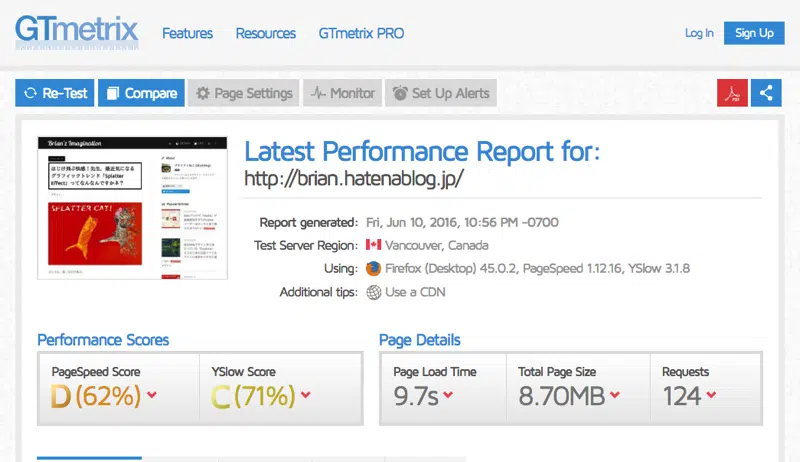 GTmetrix
Features Resources GTmetrix PRO
Log In Sign Up
Re-Test Compare Page Settings Monitor Set Up Alerts
PDF
Brian's Imagination
はじけ飛ぶ快感！先生、最近気になる
グラフィックトレンド「Splatter
Effect」ってなんなんですか？
SPLATTER CAT!
Latest Performance Report for:
http://brian.hatenablog.jp/
Report generated: Fri, Jun 10, 2016, 10:56 PM -0700
Test Server Region: Vancouver, Canada
Using: Firefox (Desktop) 45.0.2, PageSpeed 1.12.16, YSlow 3.1.8
Additional tips: Use a CDN
Performance Scores
PageSpeed Score YSlow Score
D (62%) C (71%)
Page Details
Page Load Time Total Page Size Requests
9.7s 8.70MB 124